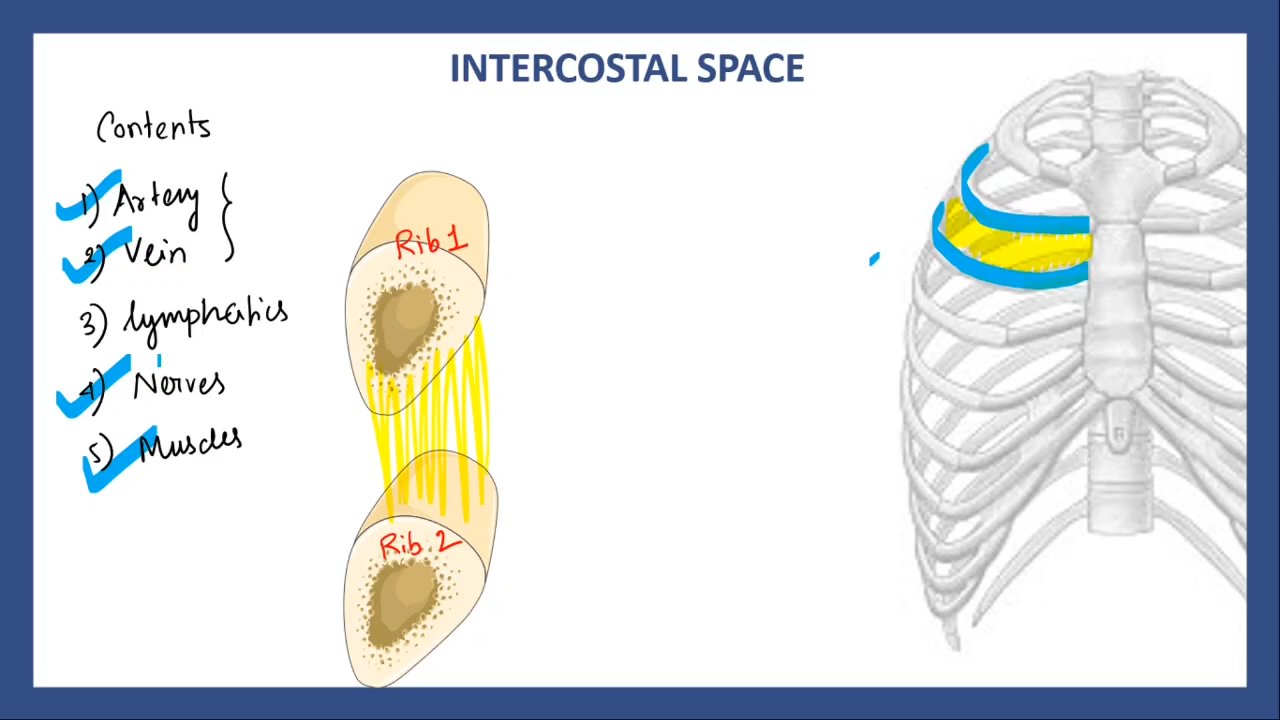 INTERCOSTAL SPACE
Contents
1) Artery
2) Vein
3) lymphatics
4) Nerves
5) Muscles
Rib 1
Rib 2